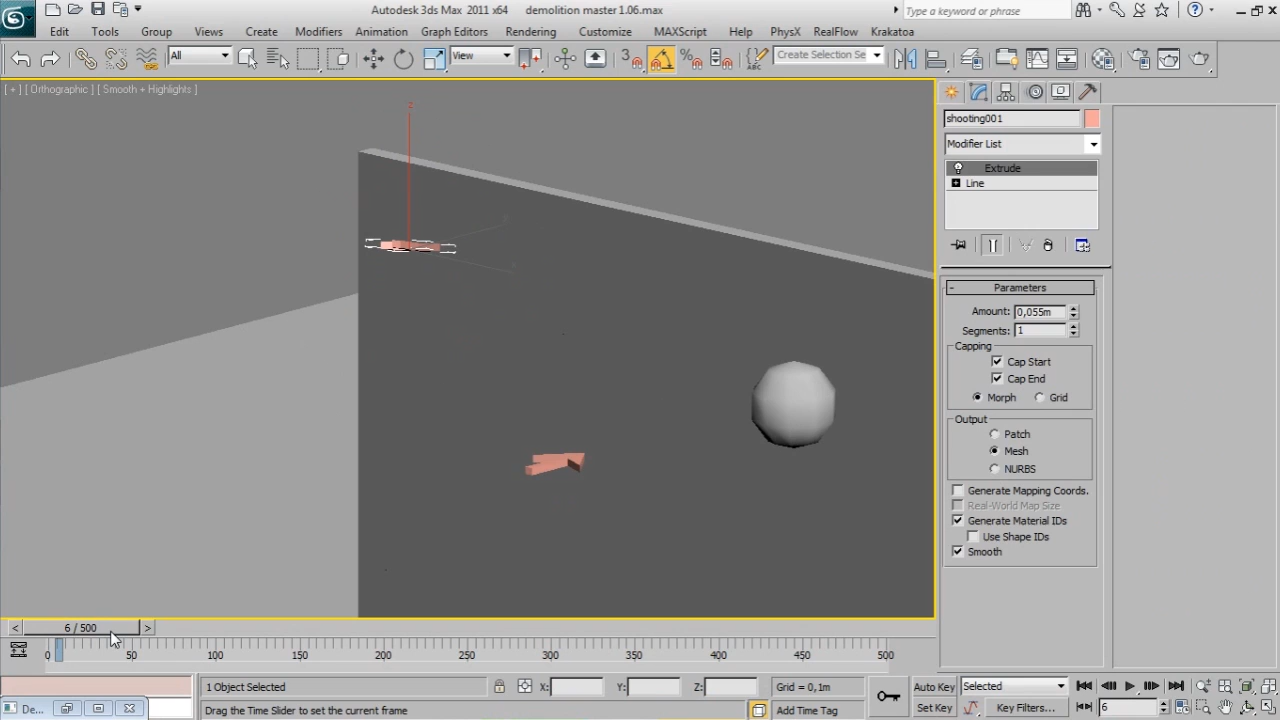 Autodesk 3ds Max 2011 x64 demolition master 1.06.max
Type a keyword or phrase
Edit Tools Group Views Create Modifiers Animation Graph Editors Rendering Customize MAXScript Help PhysX RealFlow Krakatoa
All
View
3
Create Selection Se
[ + ] [ Orthographic ] [ Smooth + Highlights ]
z
shooting001
Modifier List
Extrude
Line
- Parameters
Amount: 0,055m
Segments: 1
Capping
Cap Start
Cap End
Morph Grid
Output
Patch
Mesh
NURBS
Generate Mapping Coords.
Real-World Map Size
Generate Material IDs
Use Shape IDs
Smooth
< 6 / 500 >
0 50 100 150 200 250 300 350 400 450 500
1 Object Selected X: Y: Z: Grid = 0,1m Auto Key Selected
De... Drag the Time Slider to set the current frame Add Time Tag Set Key Key Filters... 6